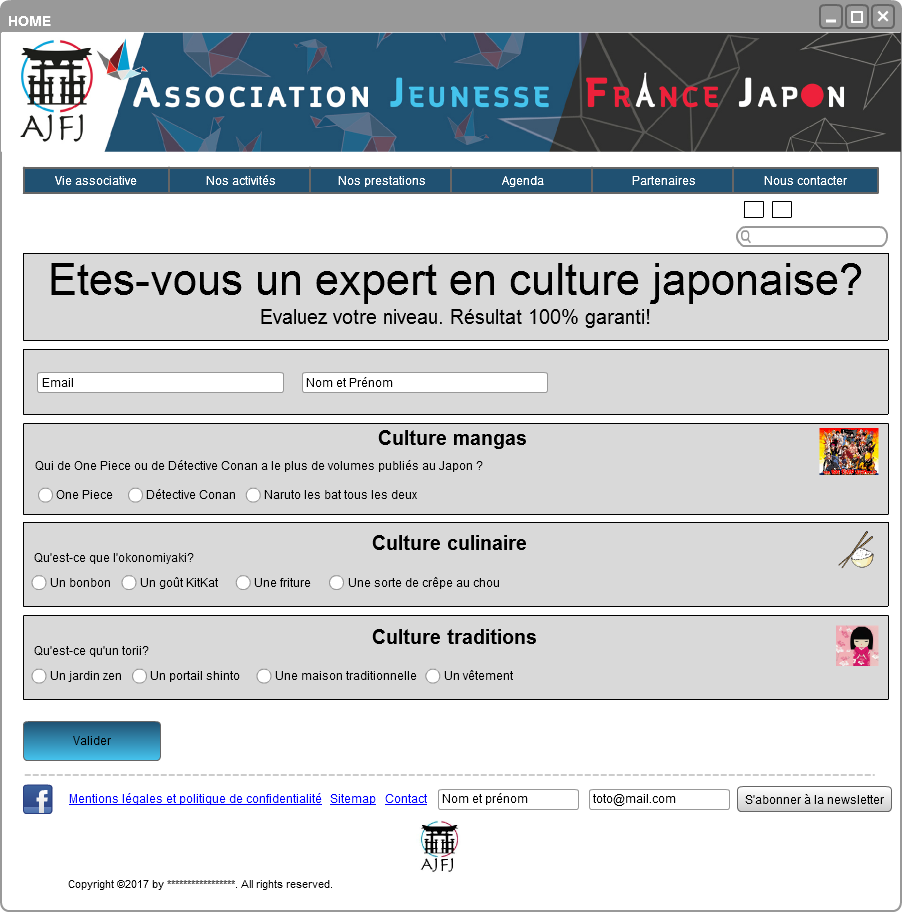 HOME
AJFJ
Association Jeunesse France Japon
Vie associative Nos activités Nos prestations Agenda Partenaires Nous contacter
Etes-vous un expert en culture japonaise?
Evaluez votre niveau. Résultat 100% garanti!
Email Nom et Prénom
Culture mangas
Qui de One Piece ou de Détective Conan a le plus de volumes publiés au Japon ?
One Piece Détective Conan Naruto les bat tous les deux
Culture culinaire
Qu'est-ce que l'okonomiyaki?
Un bonbon Un goût KitKat Une friture Une sorte de crêpe au chou
Culture traditions
Qu'est-ce qu'un torii?
Un jardin zen Un portail shinto Une maison traditionnelle Un vêtement
Valider
f Mentions légales et politique de confidentialité Sitemap Contact Nom et prénom toto@mail.com S'abonner à la newsletter
AJFJ
Copyright ©2017 by *****************. All rights reserved.